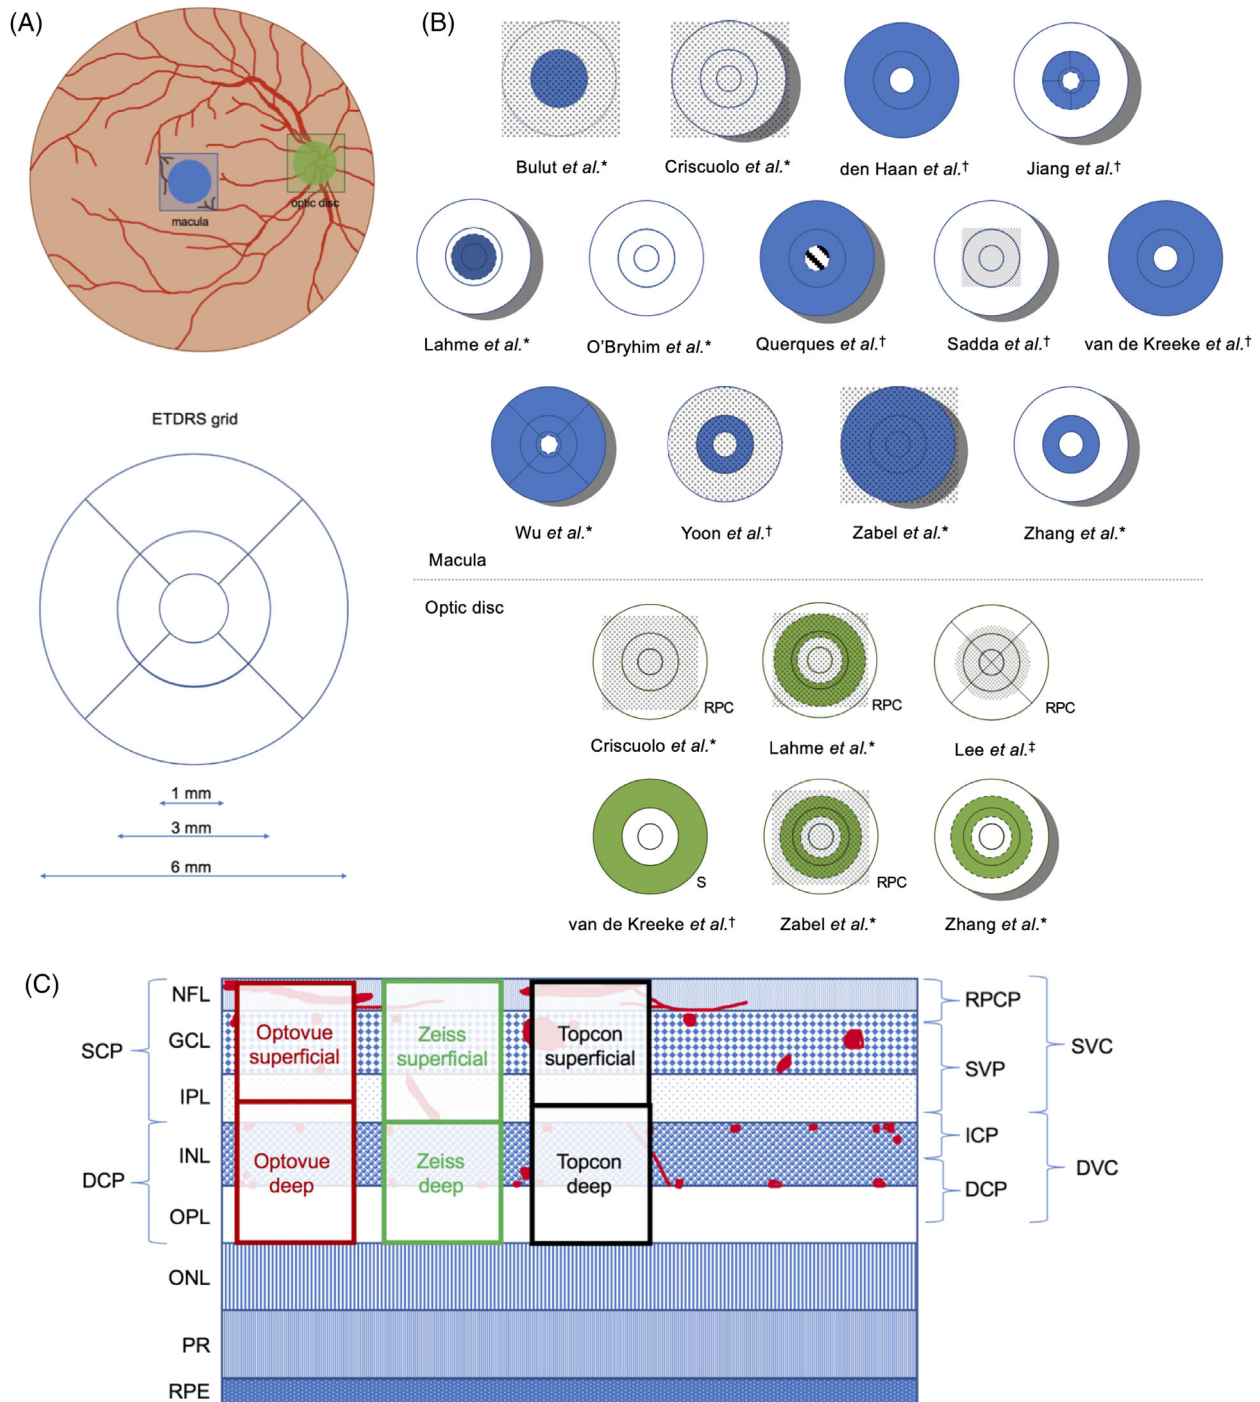 (A)
macula
optic disc
ETDRS grid
1 mm
3 mm
6 mm
(B)
Bulut et al.*
Criscuolo et al.*
den Haan et al.†
Jiang et al.†
Lahme et al.*
O'Bryhim et al.*
Querques et al.†
Sadda et al.†
van de Kreeke et al.†
Wu et al.*
Yoon et al.†
Zabel et al.*
Zhang et al.*
Macula
Optic disc
RPC
Criscuolo et al.*
RPC
Lahme et al.*
RPC
Lee et al.‡
S
van de Kreeke et al.†
RPC
Zabel et al.*
Zhang et al.*
(C)
SCP
DCP
NFL
GCL
IPL
INL
OPL
ONL
PR
RPE
Optovue
superficial
Optovue
deep
Zeiss
superficial
Zeiss
deep
Topcon
superficial
Topcon
deep
RPCP
SVP
ICP
DCP
SVC
DVC